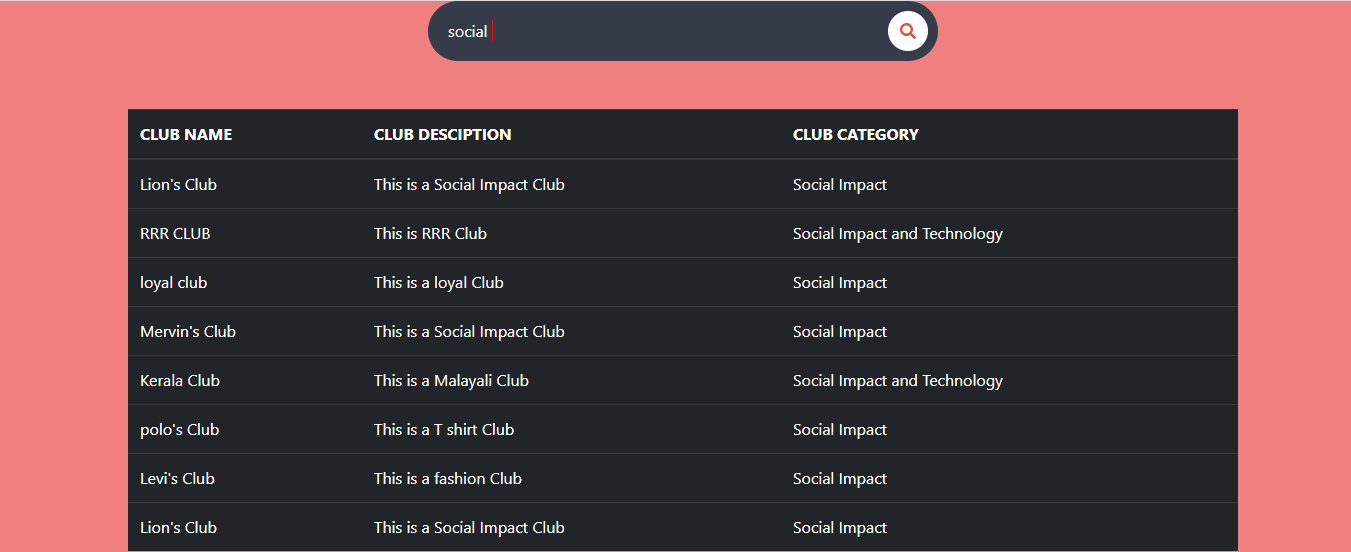 social
CLUB NAME CLUB DESCIPTION CLUB CATEGORY
Lion's Club This is a Social Impact Club Social Impact
RRR CLUB This is RRR Club Social Impact and Technology
loyal club This is a loyal Club Social Impact
Mervin's Club This is a Social Impact Club Social Impact
Kerala Club This is a Malayali Club Social Impact and Technology
polo's Club This is a T shirt Club Social Impact
Levi's Club This is a fashion Club Social Impact
Lion's Club This is a Social Impact Club Social Impact